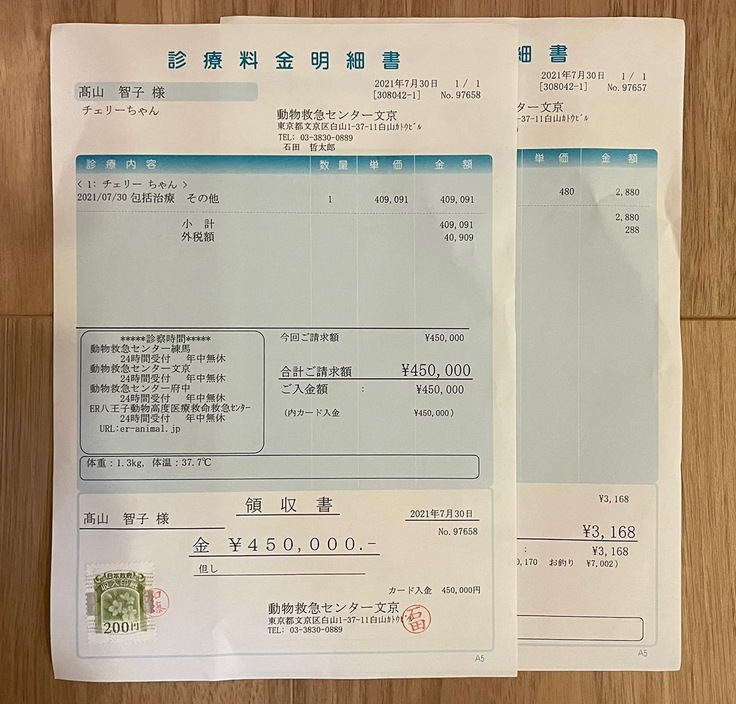 診療料金明細書
髙山 智子 様
チェリーちゃん
2021年7月30日 1 / 1
[308042-1] No. 97658
動物救急センター文京
東京都文京区白山1-37-11白山ｶﾄｳﾋﾞﾙ
TEL: 03-3830-0889
石田 哲太郎
診療内容 数量 単価 金額
< 1: チェリー ちゃん >
2021/07/30 包括治療 その他 1 409,091 409,091
小 計 409,091
外税額 40,909
*****診察時間*****
動物救急センター練馬
24時間受付 年中無休
動物救急センター文京
24時間受付 年中無休
動物救急センター府中
24時間受付 年中無休
ER八王子動物高度医療救命救急ｾﾝﾀｰ
24時間受付 年中無休
URL:er-animal.jp
今回ご請求額 ¥450,000
合計ご請求額 ¥450,000
ご入金額 : ¥450,000
(内カード入金 ¥450,000)
体重：1.3kg, 体温：37.7℃
領収書
髙山 智子 様
2021年7月30日
No. 97658
金 ¥450,000.-
但し
カード入金 450,000円
日本政府
200円
動物救急センター文京
東京都文京区白山1-37-11白山ｶﾄｳﾋﾞﾙ
TEL: 03-3830-0889
石田
A5
細書
2021年7月30日 1 / 1
[308042-1] No. 97657
ター文京
区白山1-37-11白山ｶﾄｳﾋﾞﾙ
830-0889
郎
単価 金額
480 2,880
2,880
288
¥3,168
¥3,168
: ¥3,168
0,170 お釣り ¥7,002)
A5